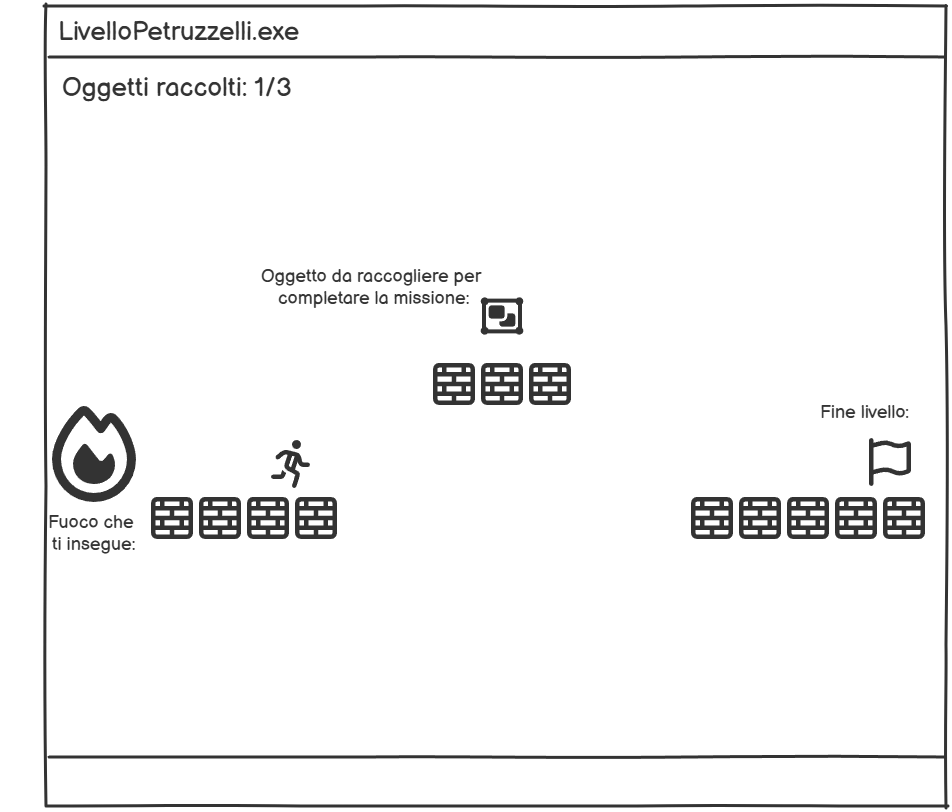 LivelloPetruzzelli.exe
Oggetti raccolti: 1/3
Oggetto da raccogliere per
completare la missione:
Fine livello:
Fuoco che
ti insegue: